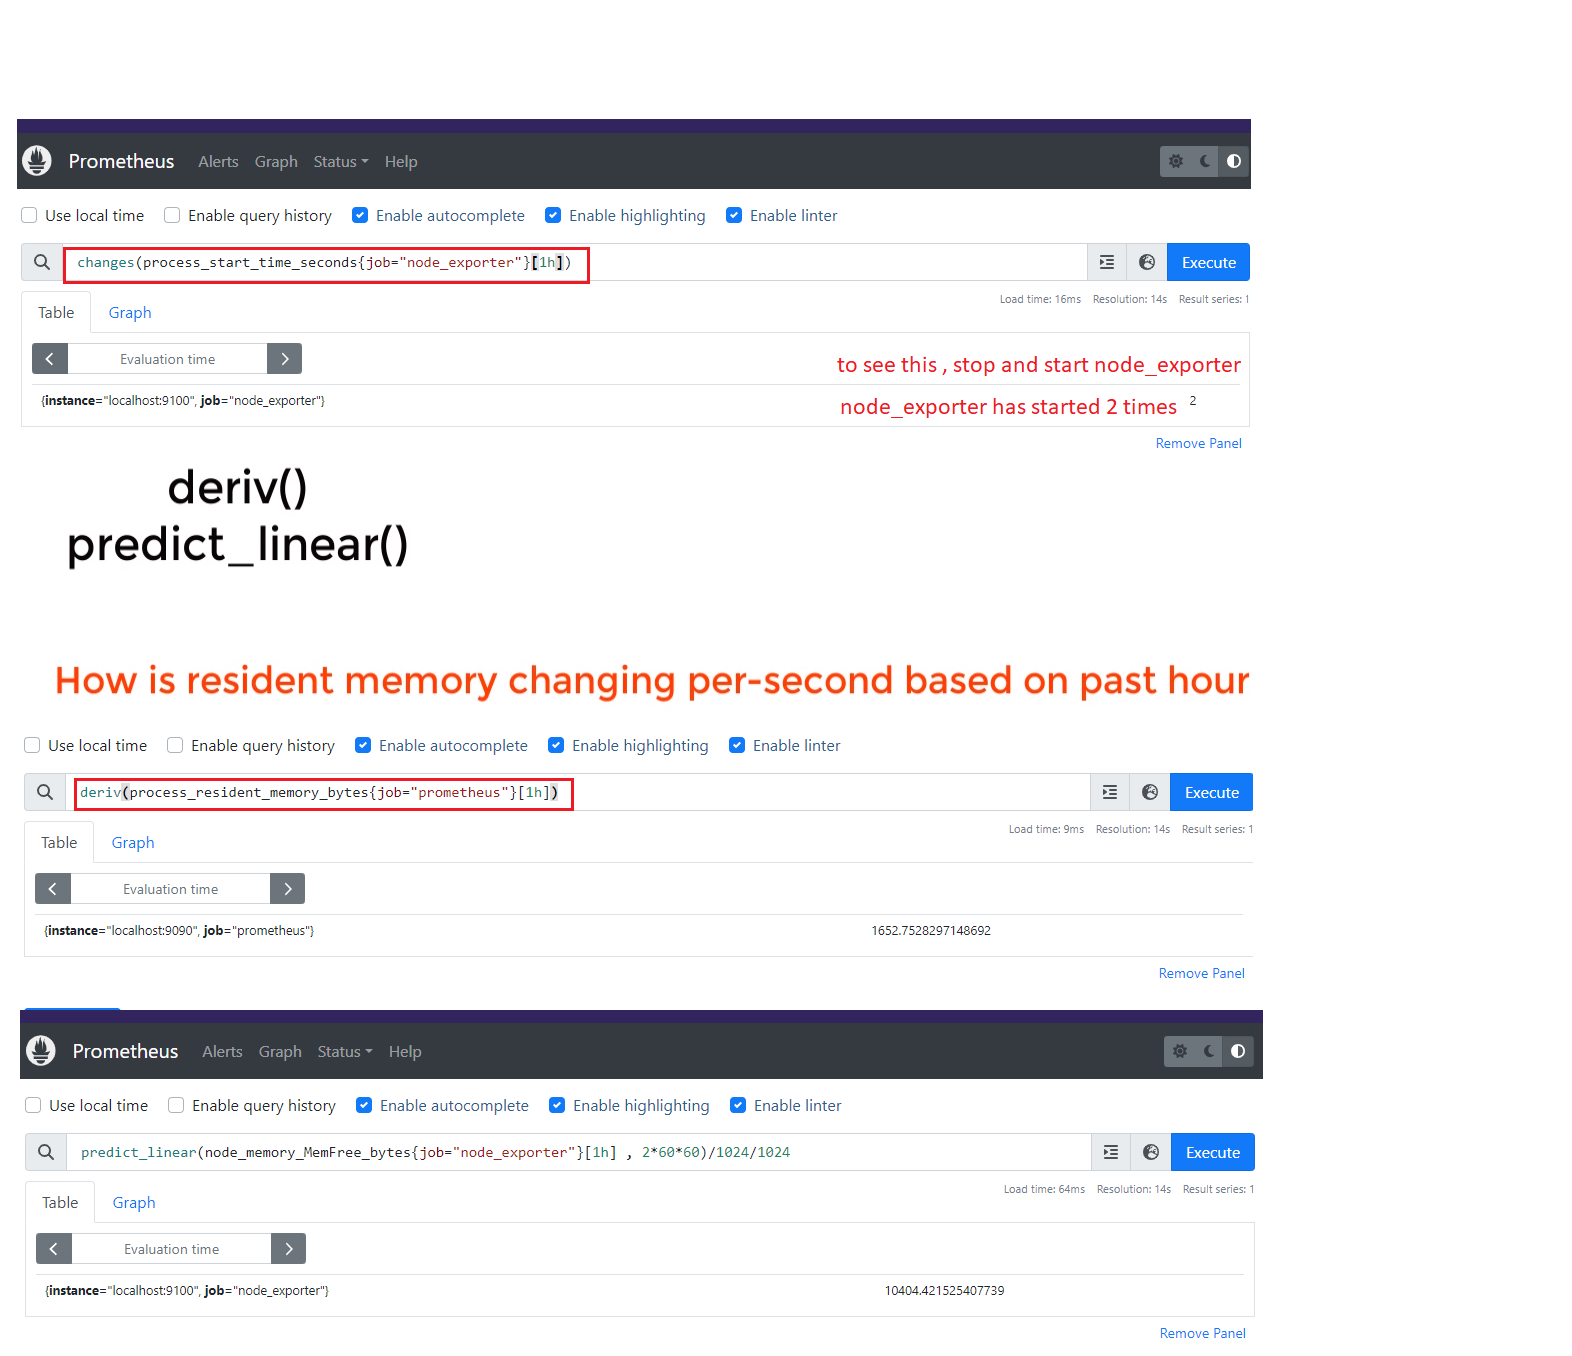 Prometheus Alerts Graph Status Help
Use local time Enable query history Enable autocomplete Enable highlighting Enable linter
changes(process_start_time_seconds{job="node_exporter"}[1h]) Execute
Load time: 16ms Resolution: 14s Result series: 1
Table Graph
Evaluation time
to see this , stop and start node_exporter
{instance="localhost:9100", job="node_exporter"} node_exporter has started 2 times 2
Remove Panel
deriv()
predict_linear()
How is resident memory changing per-second based on past hour
Use local time Enable query history Enable autocomplete Enable highlighting Enable linter
deriv(process_resident_memory_bytes{job="prometheus"}[1h]) Execute
Load time: 9ms Resolution: 14s Result series: 1
Table Graph
Evaluation time
{instance="localhost:9090", job="prometheus"} 1652.7528297148692
Remove Panel
Prometheus Alerts Graph Status Help
Use local time Enable query history Enable autocomplete Enable highlighting Enable linter
predict_linear(node_memory_MemFree_bytes{job="node_exporter"}[1h] , 2*60*60)/1024/1024 Execute
Load time: 64ms Resolution: 14s Result series: 1
Table Graph
Evaluation time
{instance="localhost:9100", job="node_exporter"} 10404.421525407739
Remove Panel